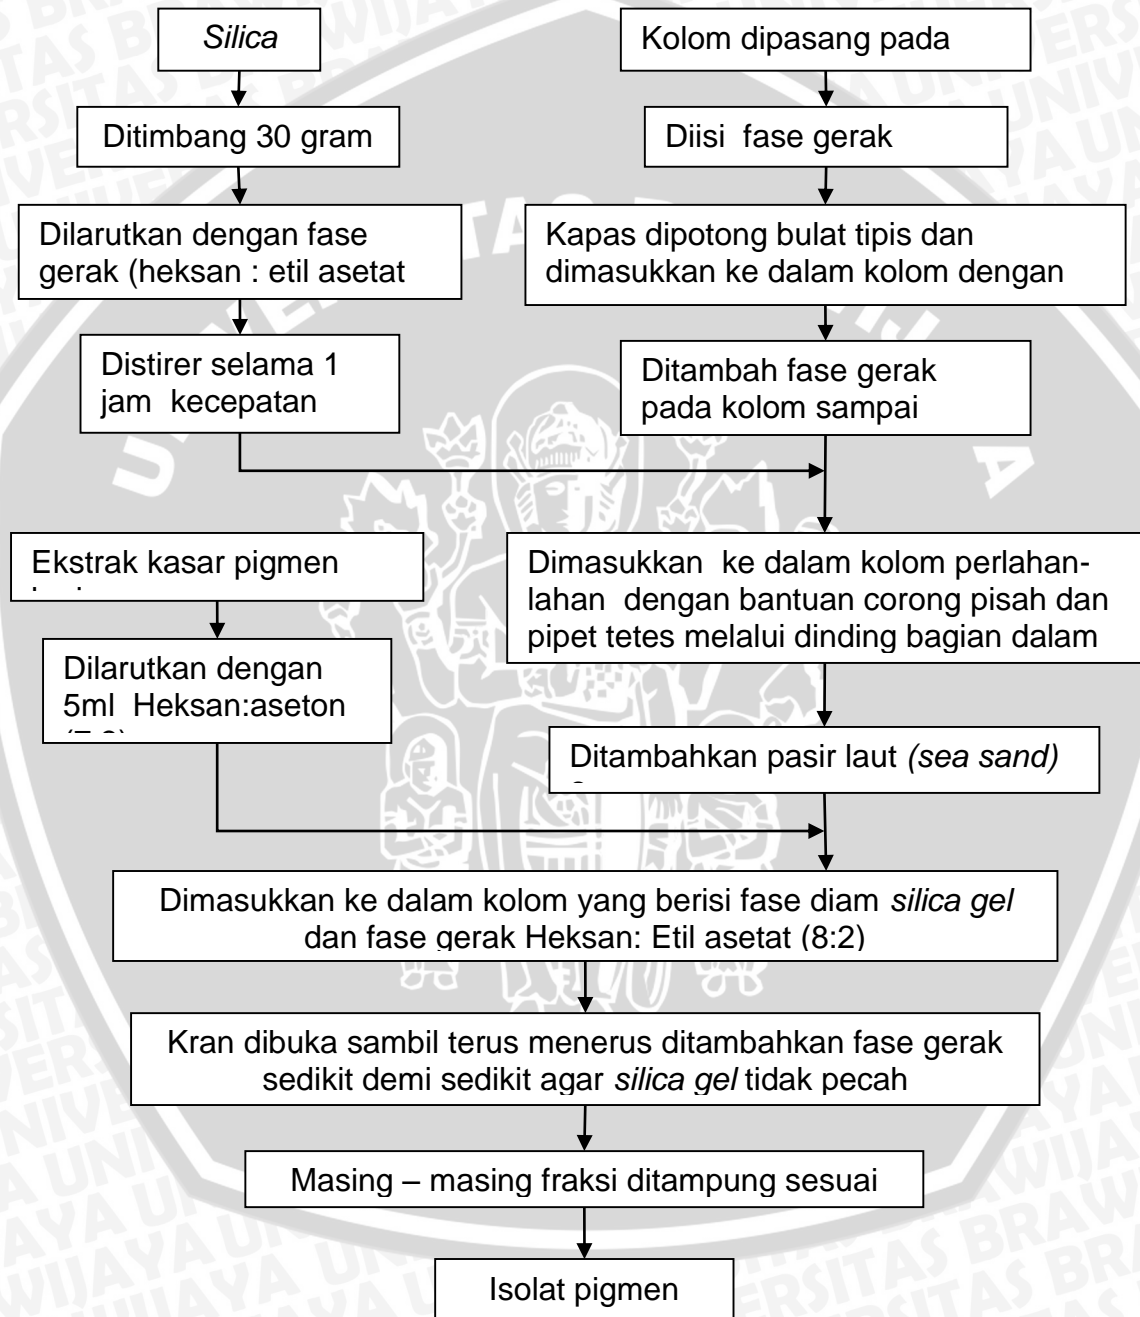 Silica
Kolom dipasang pada
Ditimbang 30 gram
Diisi fase gerak
Dilarutkan dengan fase
gerak (heksan : etil asetat
Kapas dipotong bulat tipis dan
dimasukkan ke dalam kolom dengan
Distirer selama 1
jam kecepatan
Ditambah fase gerak
pada kolom sampai
Ekstrak kasar pigmen
Dimasukkan ke dalam kolom perlahan-
lahan dengan bantuan corong pisah dan
pipet tetes melalui dinding bagian dalam
Dilarutkan dengan
5ml Heksan:aseton
Ditambahkan pasir laut (sea sand)
Dimasukkan ke dalam kolom yang berisi fase diam silica gel
dan fase gerak Heksan: Etil asetat (8:2)
Kran dibuka sambil terus menerus ditambahkan fase gerak
sedikit demi sedikit agar silica gel tidak pecah
Masing – masing fraksi ditampung sesuai
Isolat pigmen